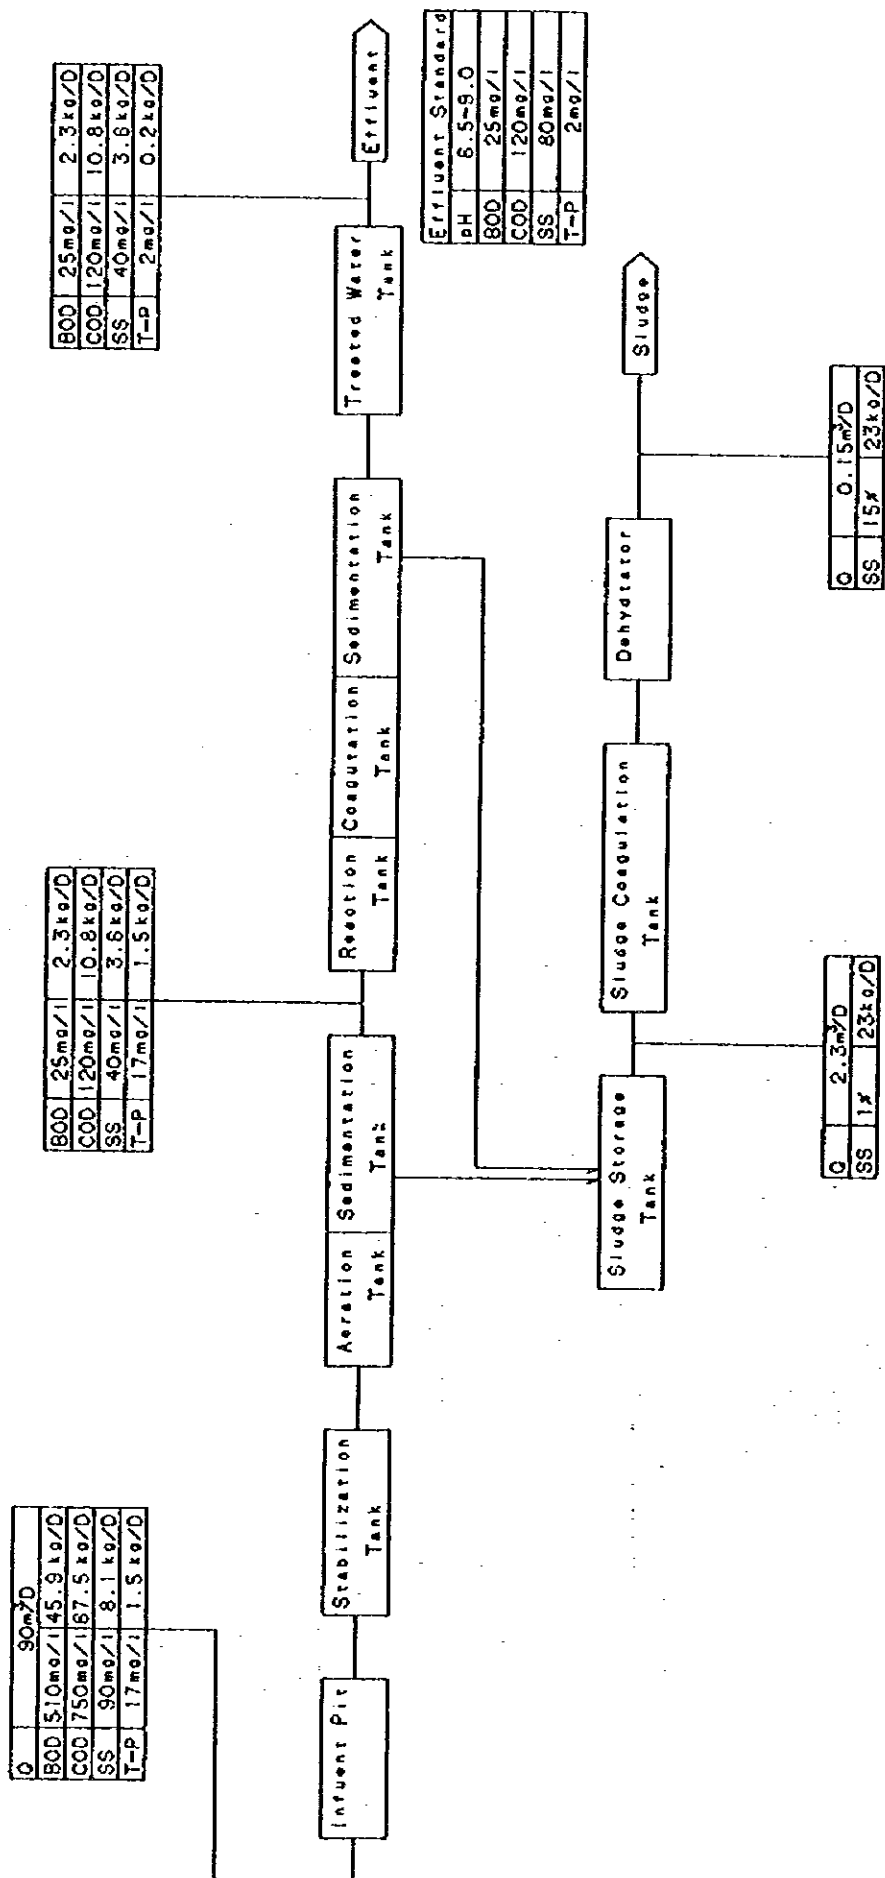 Q 90m³/D
BOD 510mg/l 45.9kg/D
COD 750mg/l 67.5kg/D
SS 90mg/l 8.1kg/D
T-P 17mg/l 1.5kg/D
BOD 25mg/l 2.3kg/D
COD 120mg/l 10.8kg/D
SS 40mg/l 3.6kg/D
T-P 17mg/l 1.5kg/D
BOD 25mg/l 2.3kg/D
COD 120mg/l 10.8kg/D
SS 40mg/l 3.6kg/D
T-P 2mg/l 0.2kg/D
Infuent Pit
Stabilization
Tank
Aeration
Tank
Sedimentation
Tank
Reaction
Tank
Coagulation
Tank
Sedimentation
Tank
Treated Water
Tank
Effluent
Effluent Standard
pH 6.5~9.0
BOD 25mg/l
COD 120mg/l
SS 80mg/l
T-P 2mg/l
Sludge Storage
Tank
Sludge Coagulation
Tank
Dehydtator
Sludge
Q 2.3m³/D
SS 1% 23kg/D
Q 0.15m³/D
SS 15% 23kg/D